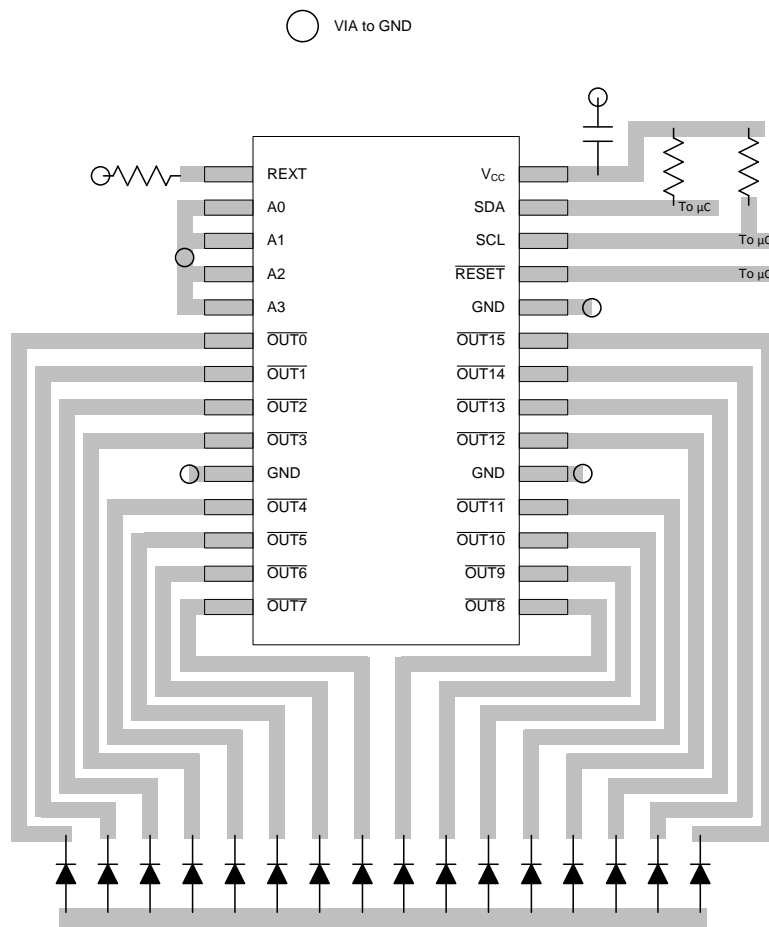 VIA to GND
REXT
A0
A1
A2
A3
OUT0
OUT1
OUT2
OUT3
GND
OUT4
OUT5
OUT6
OUT7
VCC
SDA
SCL
RESET
GND
OUT15
OUT14
OUT13
OUT12
GND
OUT11
OUT10
OUT9
OUT8
To µC
To µC
To µC